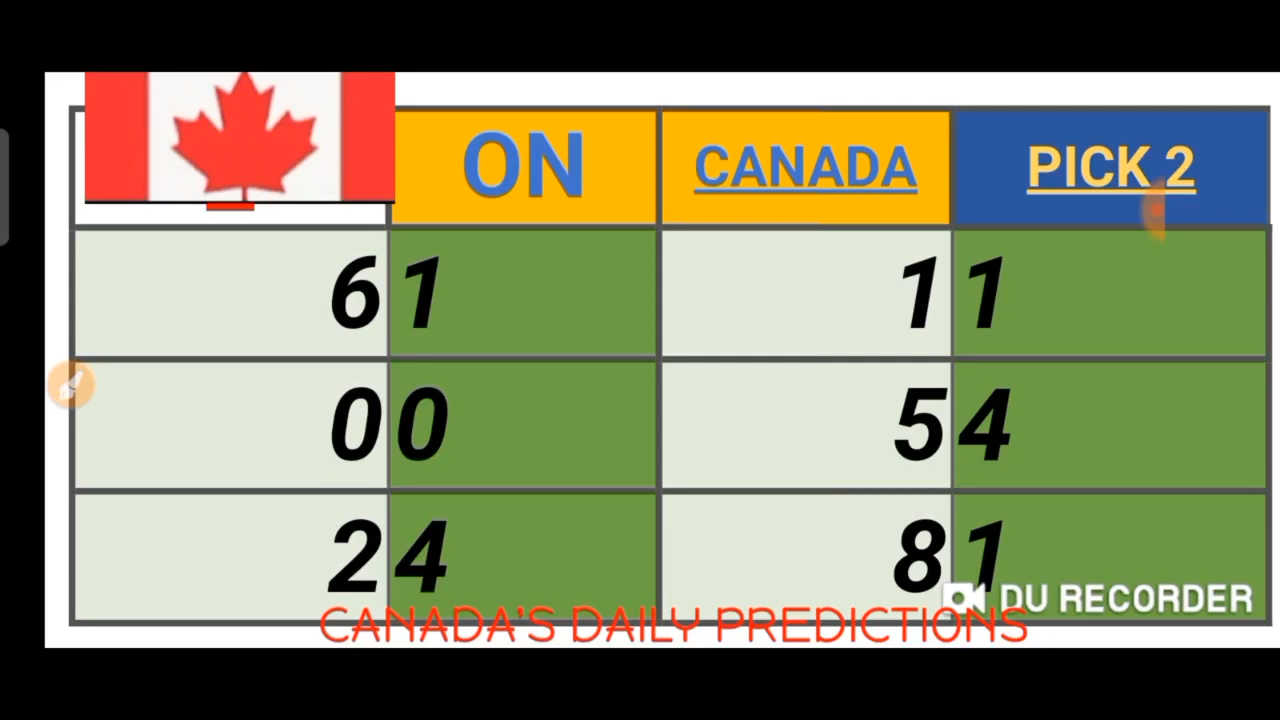 ON CANADA PICK 2
61 11
00 54
24 81
DU RECORDER
CANADA'S DAILY PREDICTIONS